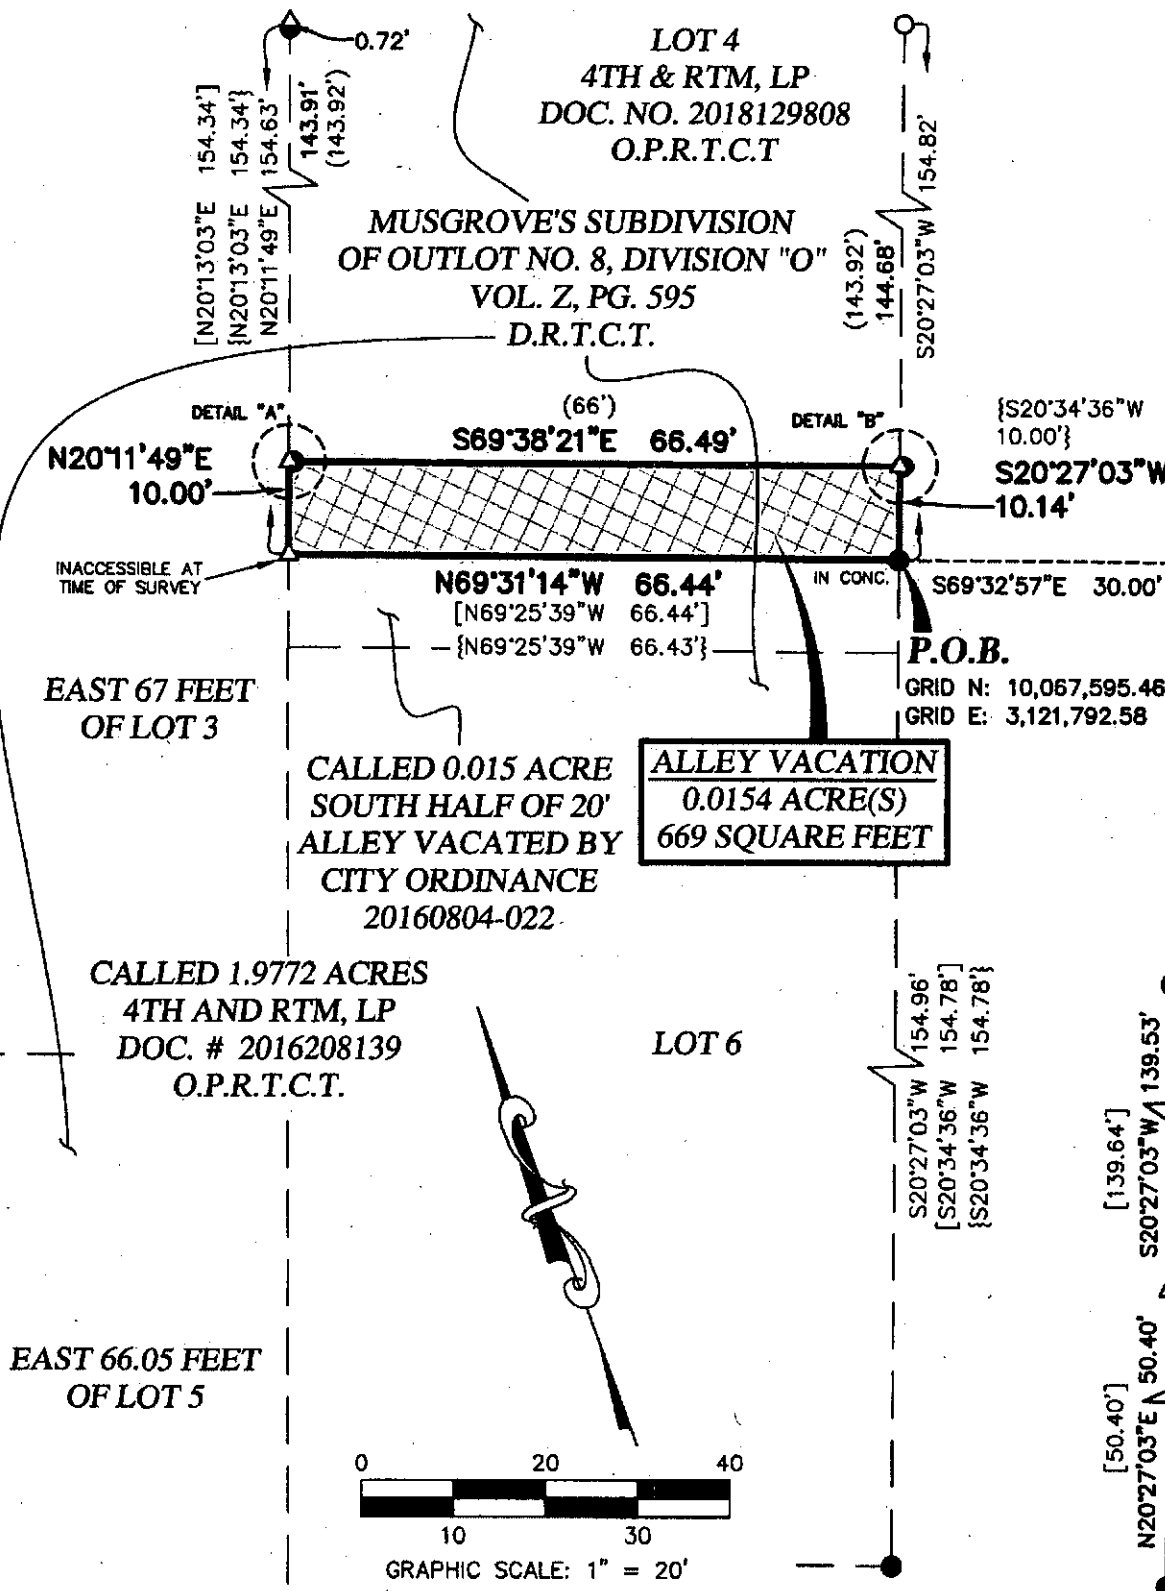 0.72'
[N20°13'03"E 154.34']
{N20°13'03"E 154.34'}
N20°11'49"E 154.63'
143.91'
(143.92')
LOT 4
4TH & RTM, LP
DOC. NO. 2018129808
O.P.R.T.C.T
MUSGROVE'S SUBDIVISION
OF OUTLOT NO. 8, DIVISION "O"
VOL. Z, PG. 595
D.R.T.C.T.
(143.92')
144.68'
S20°27'03"W 154.82'
DETAIL "A"
(66')
S69°38'21"E 66.49'
DETAIL "B"
{S20°34'36"W
10.00'}
N20°11'49"E
10.00'
S20°27'03"W
10.14'
INACCESSIBLE AT
TIME OF SURVEY
N69°31'14"W 66.44'
[N69°25'39"W 66.44']
{N69°25'39"W 66.43'}
IN CONC.
S69°32'57"E 30.00'
P.O.B.
GRID N: 10,067,595.46
GRID E: 3,121,792.58
EAST 67 FEET
OF LOT 3
CALLED 0.015 ACRE
SOUTH HALF OF 20'
ALLEY VACATED BY
CITY ORDINANCE
20160804-022
ALLEY VACATION
0.0154 ACRE(S)
669 SQUARE FEET
CALLED 1.9772 ACRES
4TH AND RTM, LP
DOC. # 2016208139
O.P.R.T.C.T.
LOT 6
S20°27'03"W 154.96'
[S20°34'36"W 154.78']
{S20°34'36"W 154.78'}
[139.64']
S20°27'03"W 139.53'
EAST 66.05 FEET
OF LOT 5
[50.40']
N20°27'03"E 50.40'
0 20 40
10 30
GRAPHIC SCALE: 1" = 20'